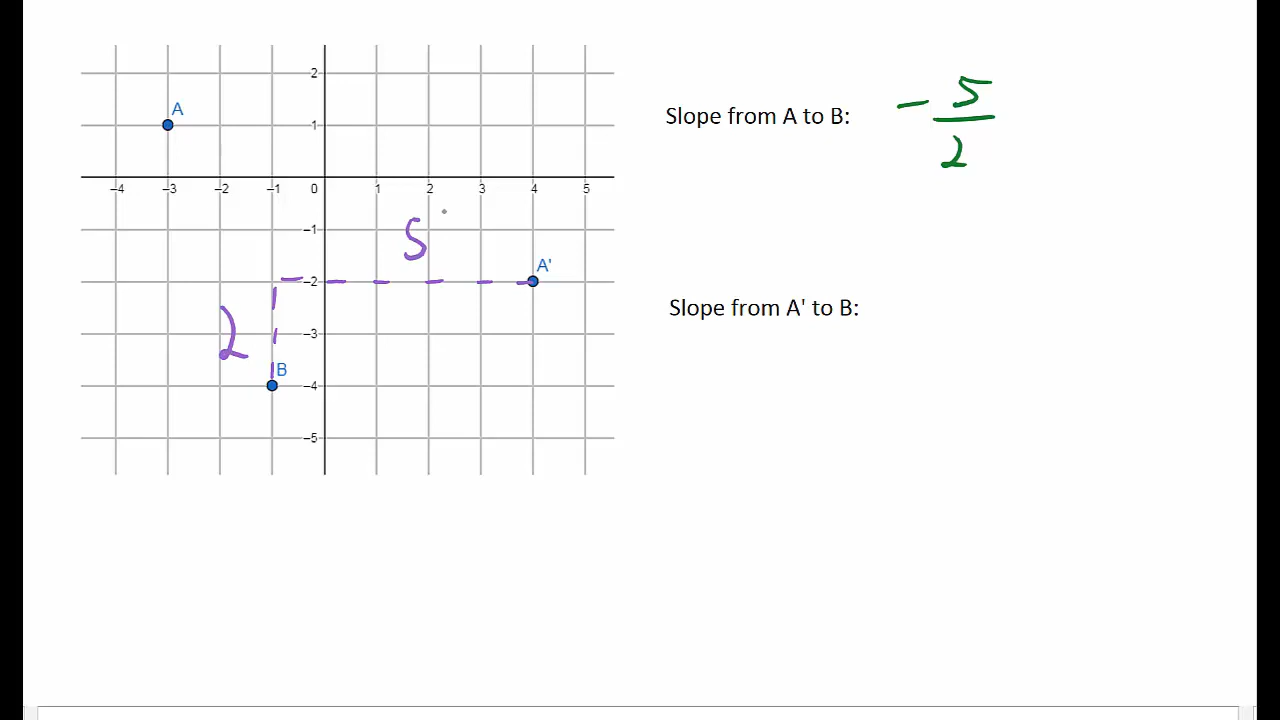 2
A
1
Slope from A to B: - 5/2
-4 -3 -2 -1 0 1 2 3 4 5
5
-1
A'
-2
2
-3
Slope from A' to B:
B
-4
-5